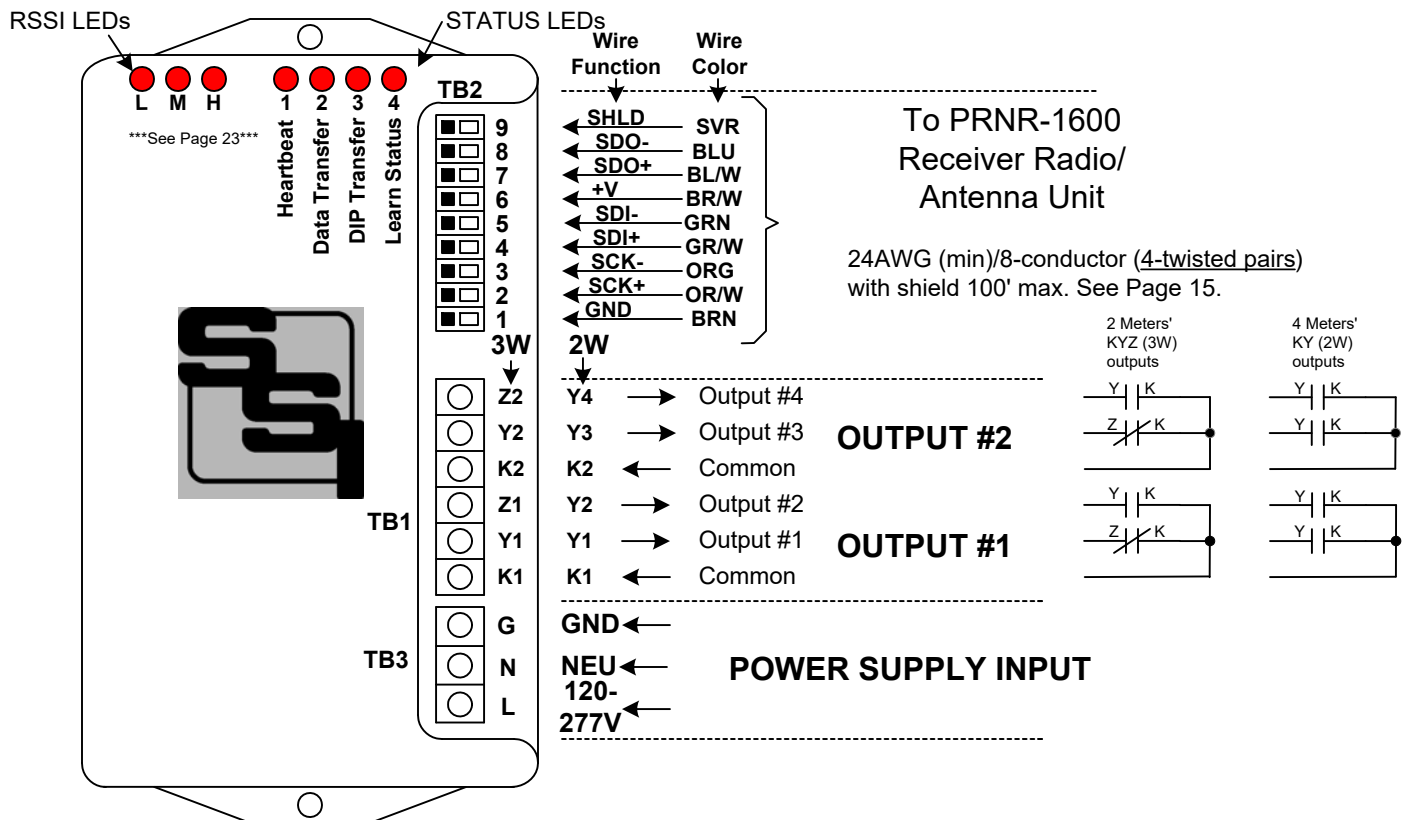 RSSI LEDs
STATUS LEDs
L M H
***See Page 23***
1 2 3 4
Heartbeat
Data Transfer
DIP Transfer
Learn Status
TB2
Wire Function
Wire Color
9 SHLD SVR
8 SDO- BLU
7 SDO+ BL/W
6 +V BR/W
5 SDI- GRN
4 SDI+ GR/W
3 SCK- ORG
2 SCK+ OR/W
1 GND BRN
To PRNR-1600
Receiver Radio/
Antenna Unit
24AWG (min)/8-conductor (4-twisted pairs)
with shield 100' max. See Page 15.
SSI
3W 2W
TB1
Z2 Y4 Output #4
Y2 Y3 Output #3
K2 K2 Common
OUTPUT #2
Z1 Y2 Output #2
Y1 Y1 Output #1
K1 K1 Common
OUTPUT #1
2 Meters'
KYZ (3W)
outputs
Y K
Z K
Y K
Z K
4 Meters'
KY (2W)
outputs
Y K
Y K
Y K
Y K
TB3
G GND
N NEU
L 120-
277V
POWER SUPPLY INPUT